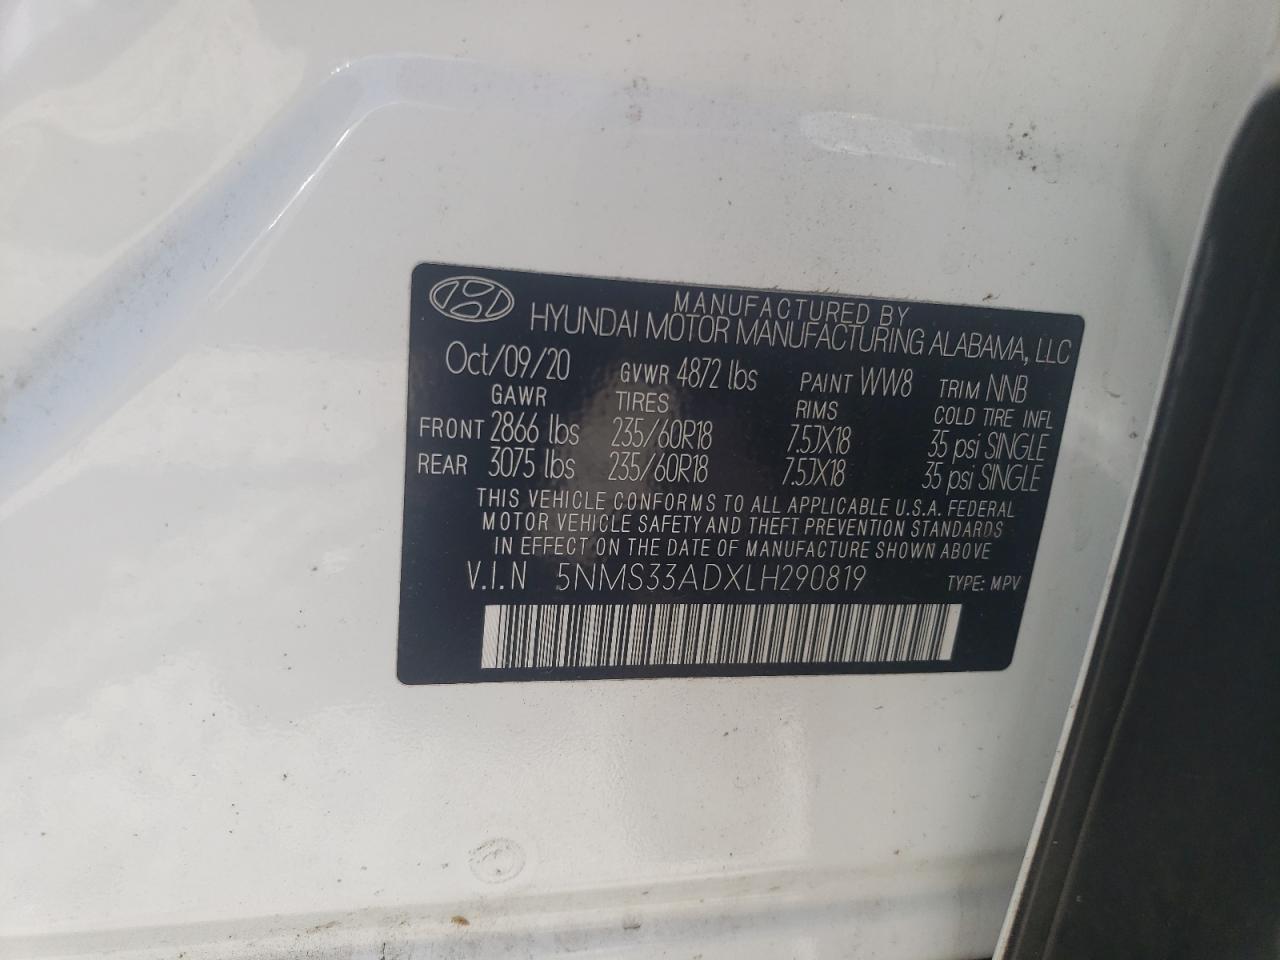 MANUFACTURED BY
HYUNDAI MOTOR MANUFACTURING ALABAMA, LLC
Oct/09/20 GVWR 4872 lbs PAINT WW8 TRIM NNB
GAWR TIRES RIMS COLD TIRE INFL
FRONT 2866 lbs 235/60R18 7.5JX18 35 psi SINGLE
REAR 3075 lbs 235/60R18 7.5JX18 35 psi SINGLE
THIS VEHICLE CONFORMS TO ALL APPLICABLE U.S.A. FEDERAL
MOTOR VEHICLE SAFETY AND THEFT PREVENTION STANDARDS
IN EFFECT ON THE DATE OF MANUFACTURE SHOWN ABOVE
V.I.N 5NMS33ADXLH290819 TYPE: MPV